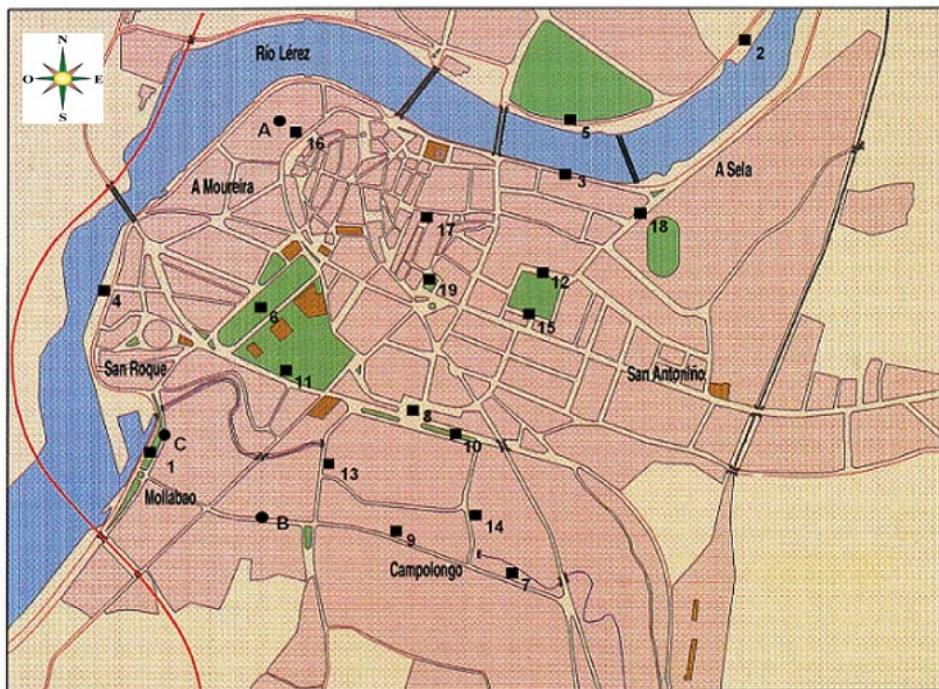 N
O E
S
Río Lérez
2
5
A
16
3
A Moureira
A Sela
17
18
12
19
4
6
15
San Roque
11
San Antoniño
8
C
10
1
13
Mollabao
B
14
9
Campolongo
7